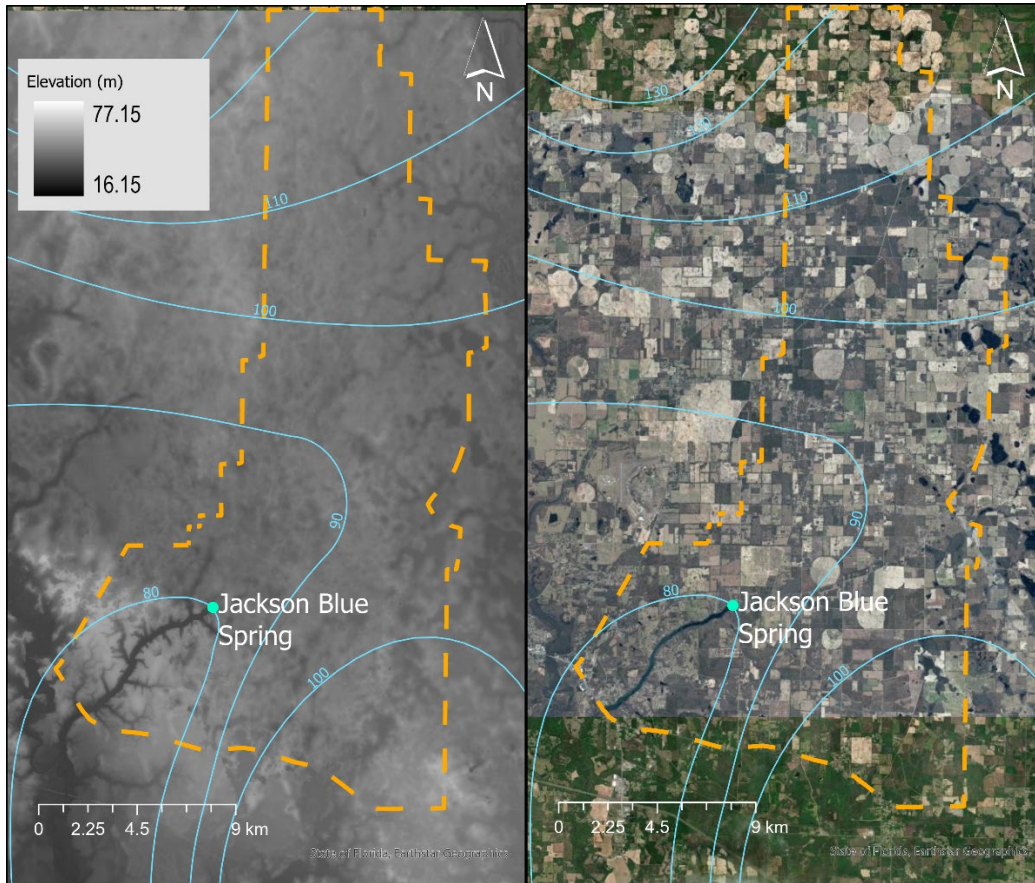 Elevation (m)
77.15
16.15
N
110
100
90
80
Jackson Blue
Spring
100
0 2.25 4.5 9 km
State of Florida, Earthstar Geographics
N
130
120
110
100
90
80
Jackson Blue
Spring
100
0 2.25 4.5 9 km
State of Florida, Earthstar Geographics